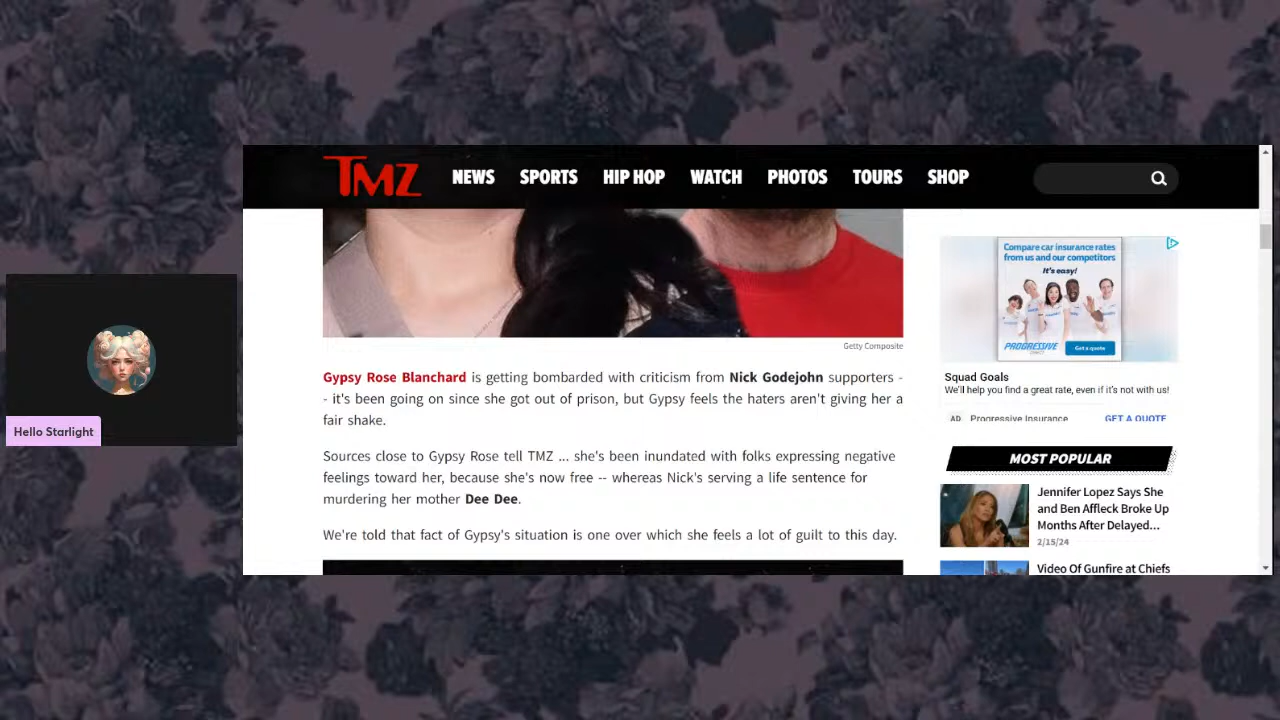 TMZ
NEWS SPORTS HIP HOP WATCH PHOTOS TOURS SHOP
Getty Composite
Gypsy Rose Blanchard is getting bombarded with criticism from Nick Godejohn supporters -
- it's been going on since she got out of prison, but Gypsy feels the haters aren't giving her a
fair shake.
Sources close to Gypsy Rose tell TMZ ... she's been inundated with folks expressing negative
feelings toward her, because she's now free -- whereas Nick's serving a life sentence for
murdering her mother Dee Dee.
We're told that fact of Gypsy's situation is one over which she feels a lot of guilt to this day.
Compare car insurance rates
from us and our competitors
It's easy!
PROGRESSIVE
DIRECT
Get a quote
Squad Goals
We'll help you find a great rate, even if it's not with us!
AD Progressive Insurance GET A QUOTE
MOST POPULAR
Jennifer Lopez Says She
and Ben Affleck Broke Up
Months After Delayed...
2/15/24
Video Of Gunfire at Chiefs
Hello Starlight